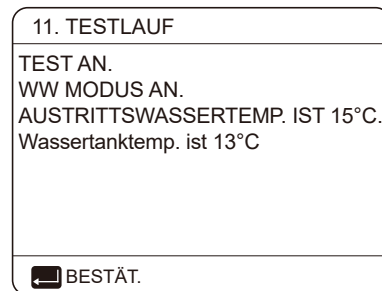 11. TESTLAUF
TEST AN.
WW MODUS AN.
AUSTRITTSWASSERTEMP. IST 15°C.
Wassertanktemp. ist 13°C
BESTÄT.